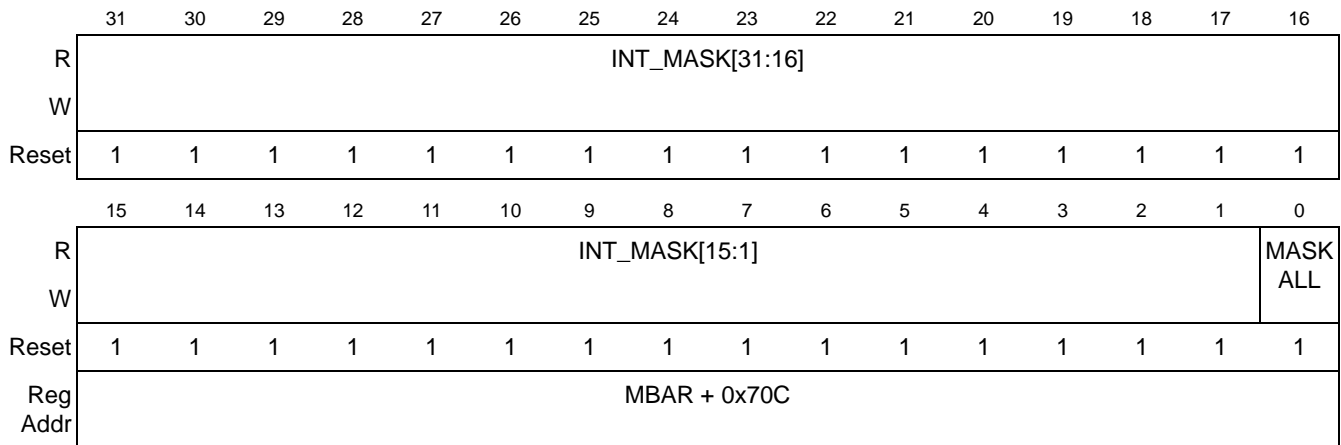 31 30 29 28 27 26 25 24 23 22 21 20 19 18 17 16
R INT_MASK[31:16]
W
Reset 1 1 1 1 1 1 1 1 1 1 1 1 1 1 1 1
15 14 13 12 11 10 9 8 7 6 5 4 3 2 1 0
R INT_MASK[15:1] MASK
ALL
W
Reset 1 1 1 1 1 1 1 1 1 1 1 1 1 1 1 1
Reg MBAR + 0x70C
Addr